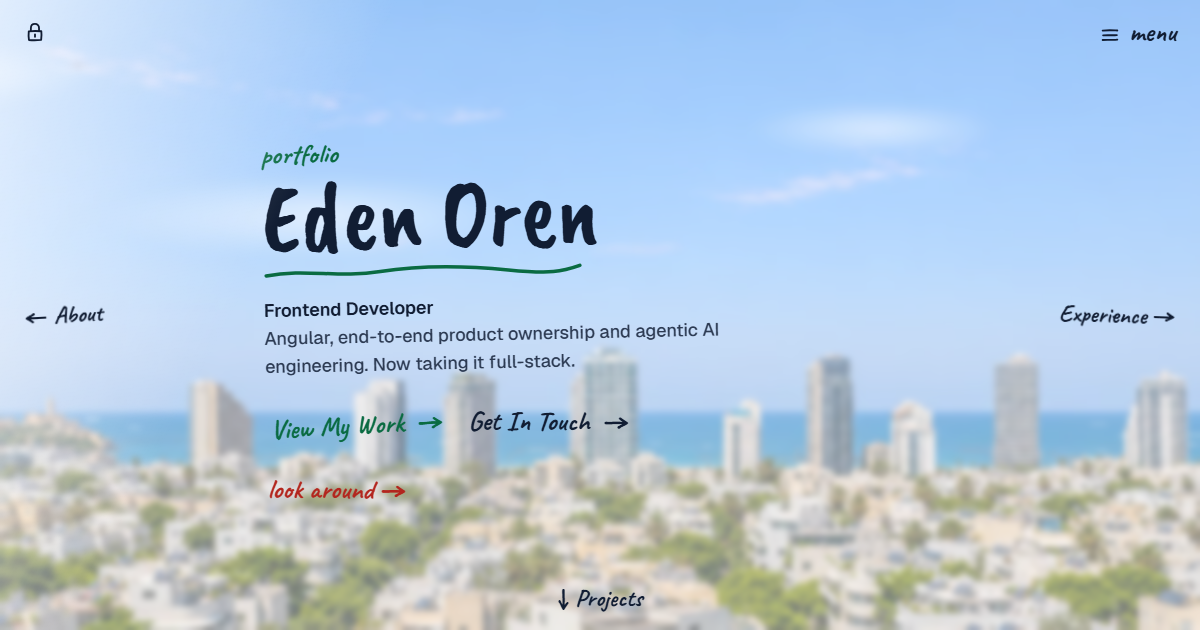 menu
portfolio
Eden Oren
← About
Experience →
Frontend Developer
Angular, end-to-end product ownership and agentic AI
engineering. Now taking it full-stack.
View My Work →
Get In Touch →
look around →
↓ Projects